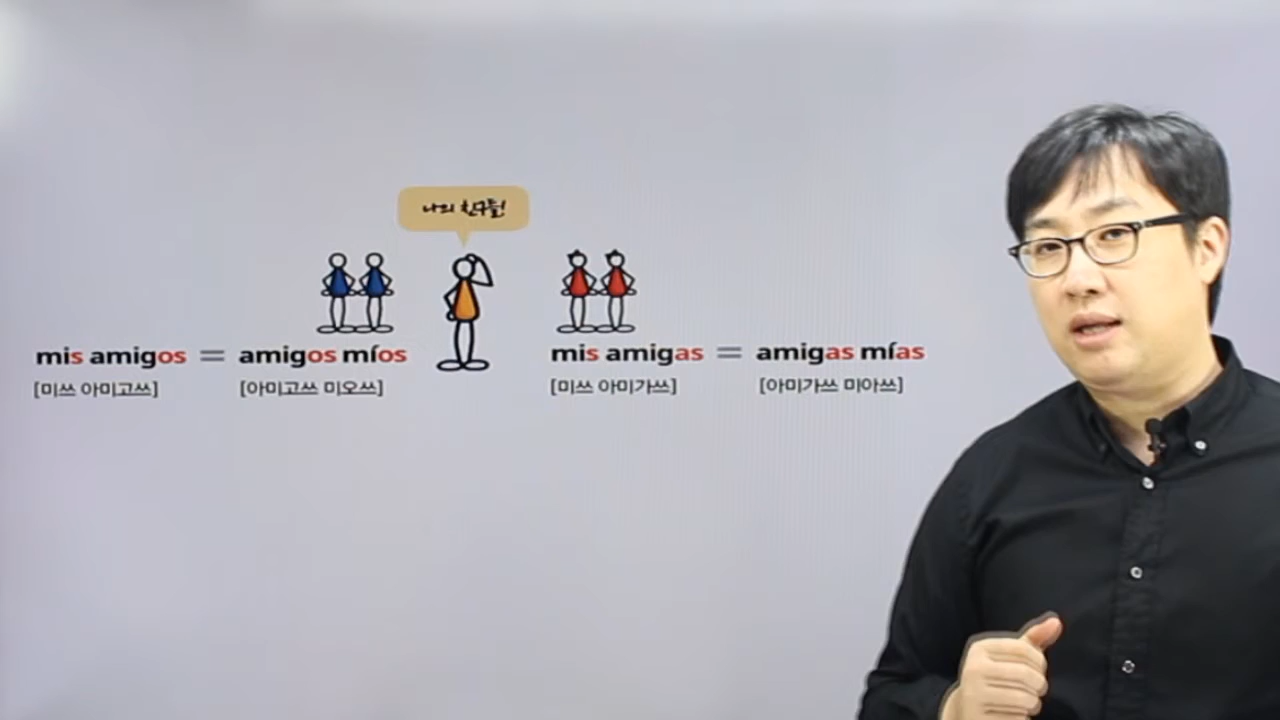 나의 친구들!
mis amigos = amigos míos
[미쓰 아미고쓰] [아미고쓰 미오쓰]
mis amigas = amigas mías
[미쓰 아미가쓰] [아미가쓰 미아쓰]